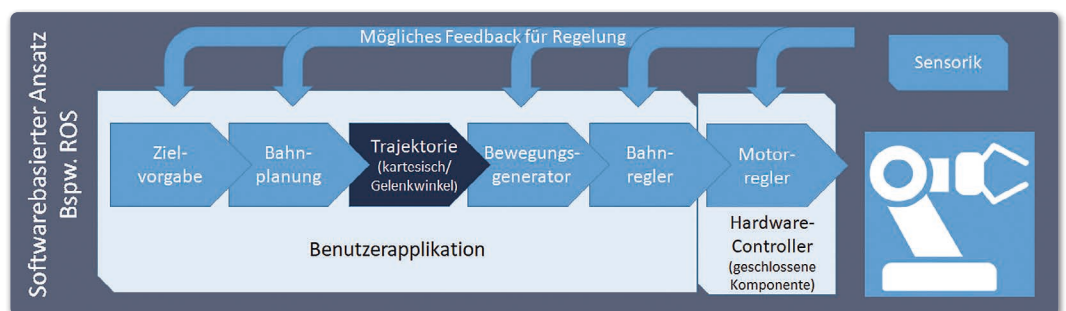 Softwarebasierter Ansatz
Bspw. ROS
Mögliches Feedback für Regelung
Sensorik
Ziel-
vorgabe
Bahn-
planung
Trajektorie
(kartesisch/
Gelenkwinkel)
Bewegungs-
generator
Bahn-
regler
Motor-
regler
Benutzerapplikation
Hardware-
Controller
(geschlossene
Komponente)